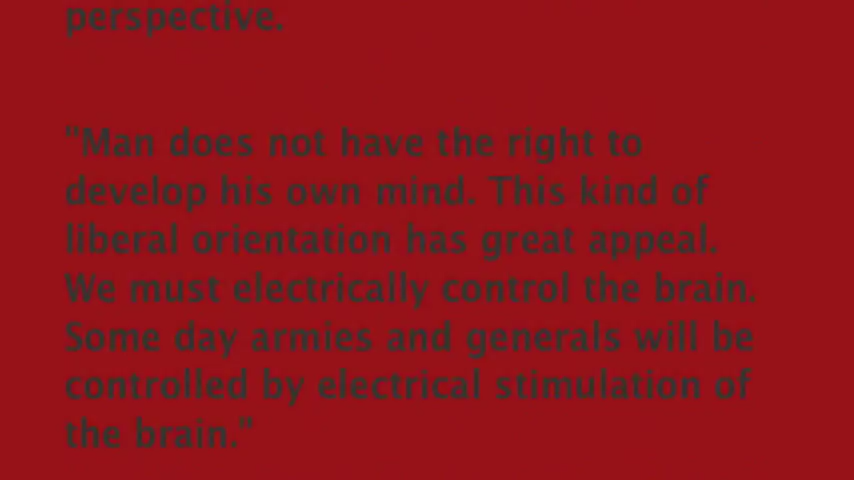 perspective.
"Man does not have the right to
develop his own mind. This kind of
liberal orientation has great appeal.
We must electrically control the brain.
Some day armies and generals will be
controlled by electrical stimulation of
the brain."